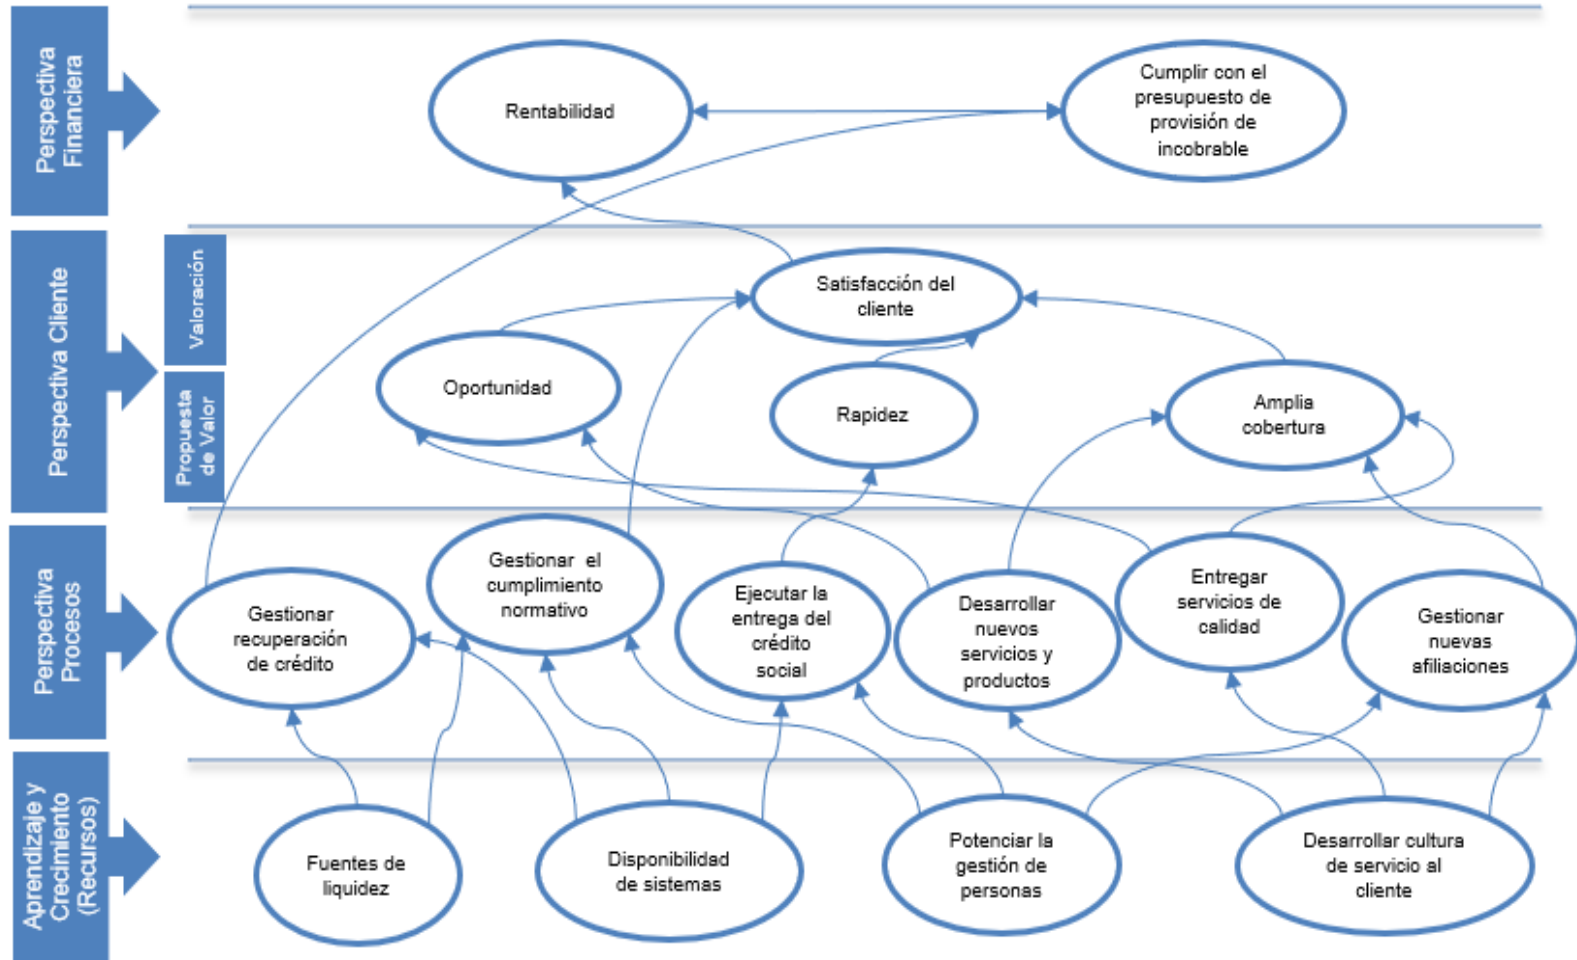 Perspectiva
Financiera
Rentabilidad
Cumplir con el
presupuesto de
provisión de
incobrable
Perspectiva Cliente
Valoración
Propuesta
de Valor
Satisfacción del
cliente
Oportunidad
Rapidez
Amplia
cobertura
Perspectiva
Procesos
Gestionar
recuperación
de crédito
Gestionar el
cumplimiento
normativo
Ejecutar la
entrega del
crédito
social
Desarrollar
nuevos
servicios y
productos
Entregar
servicios de
calidad
Gestionar
nuevas
afiliaciones
Aprendizaje y
Crecimiento
(Recursos)
Fuentes de
liquidez
Disponibilidad
de sistemas
Potenciar la
gestión de
personas
Desarrollar cultura
de servicio al
cliente